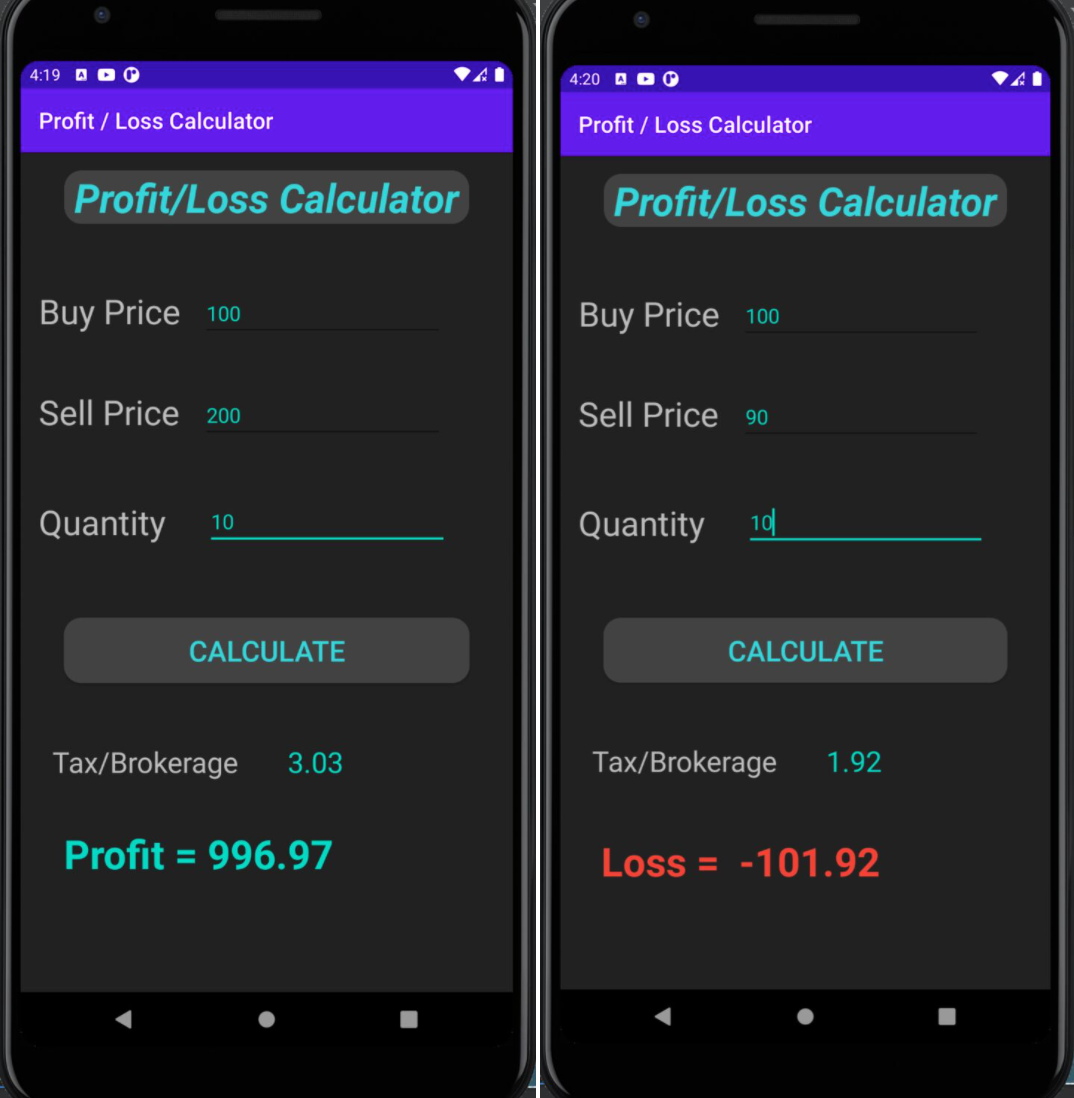 4:19
Profit / Loss Calculator
Profit/Loss Calculator
Buy Price 100
Sell Price 200
Quantity 10
CALCULATE
Tax/Brokerage 3.03
Profit = 996.97
4:20
Profit / Loss Calculator
Profit/Loss Calculator
Buy Price 100
Sell Price 90
Quantity 10
CALCULATE
Tax/Brokerage 1.92
Loss = -101.92